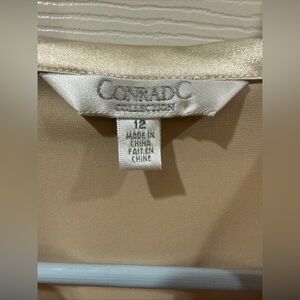 CONRAD C
COLLECTION
12
MADE IN
CHINA
FAIT EN
CHINE